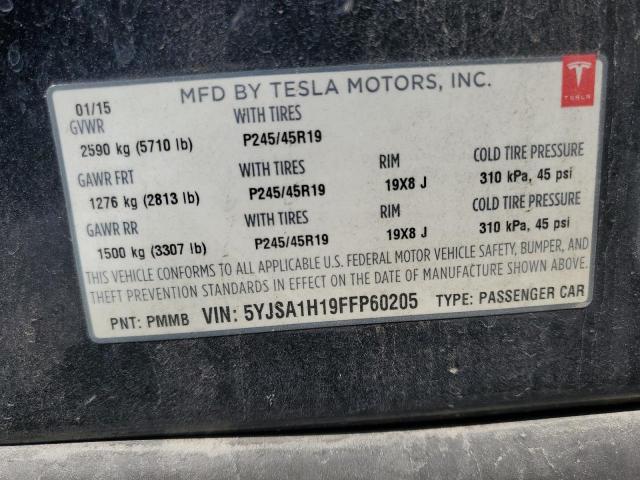 MFD BY TESLA MOTORS, INC.
TESLA
01/15
GVWR WITH TIRES
2590 kg (5710 lb) P245/45R19
GAWR FRT WITH TIRES RIM COLD TIRE PRESSURE
1276 kg (2813 lb) P245/45R19 19X8 J 310 kPa, 45 psi
GAWR RR WITH TIRES RIM COLD TIRE PRESSURE
1500 kg (3307 lb) P245/45R19 19X8 J 310 kPa, 45 psi
THIS VEHICLE CONFORMS TO ALL APPLICABLE U.S. FEDERAL MOTOR VEHICLE SAFETY, BUMPER, AND
THEFT PREVENTION STANDARDS IN EFFECT ON THE DATE OF MANUFACTURE SHOWN ABOVE.
PNT: PMMB VIN: 5YJSA1H19FFP60205 TYPE: PASSENGER CAR